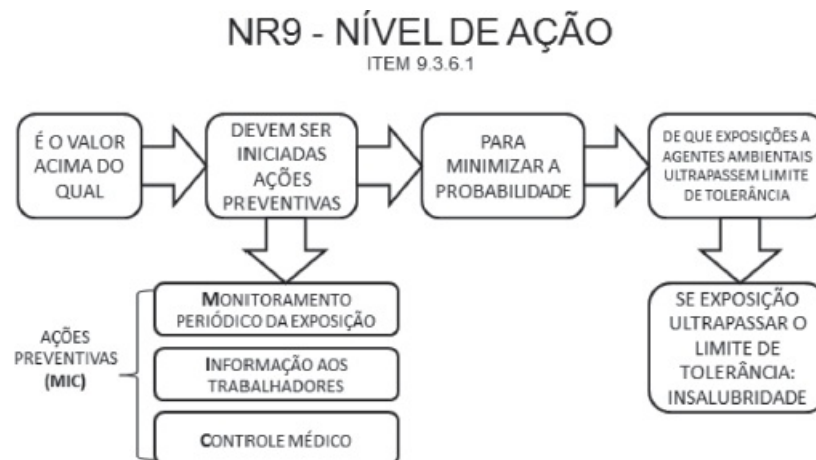 NR9 - NÍVEL DE AÇÃO
ITEM 9.3.6.1
É O VALOR
ACIMA DO
QUAL
DEVEM SER
INICIADAS
AÇÕES
PREVENTIVAS
PARA
MINIMIZAR A
PROBABILIDADE
DE QUE EXPOSIÇÕES A
AGENTES AMBIENTAIS
ULTRAPASSEM LIMITE
DE TOLERÂNCIA
AÇÕES
PREVENTIVAS
(MIC)
MONITORAMENTO
PERIÓDICO DA EXPOSIÇÃO
INFORMAÇÃO AOS
TRABALHADORES
CONTROLE MÉDICO
SE EXPOSIÇÃO
ULTRAPASSAR O
LIMITE DE
TOLERÂNCIA:
INSALUBRIDADE